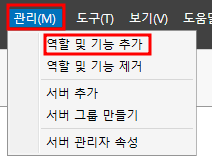 관리(M) 도구(T) 보기(V) 도움말
역할 및 기능 추가
역할 및 기능 제거
서버 추가
서버 그룹 만들기
서버 관리자 속성